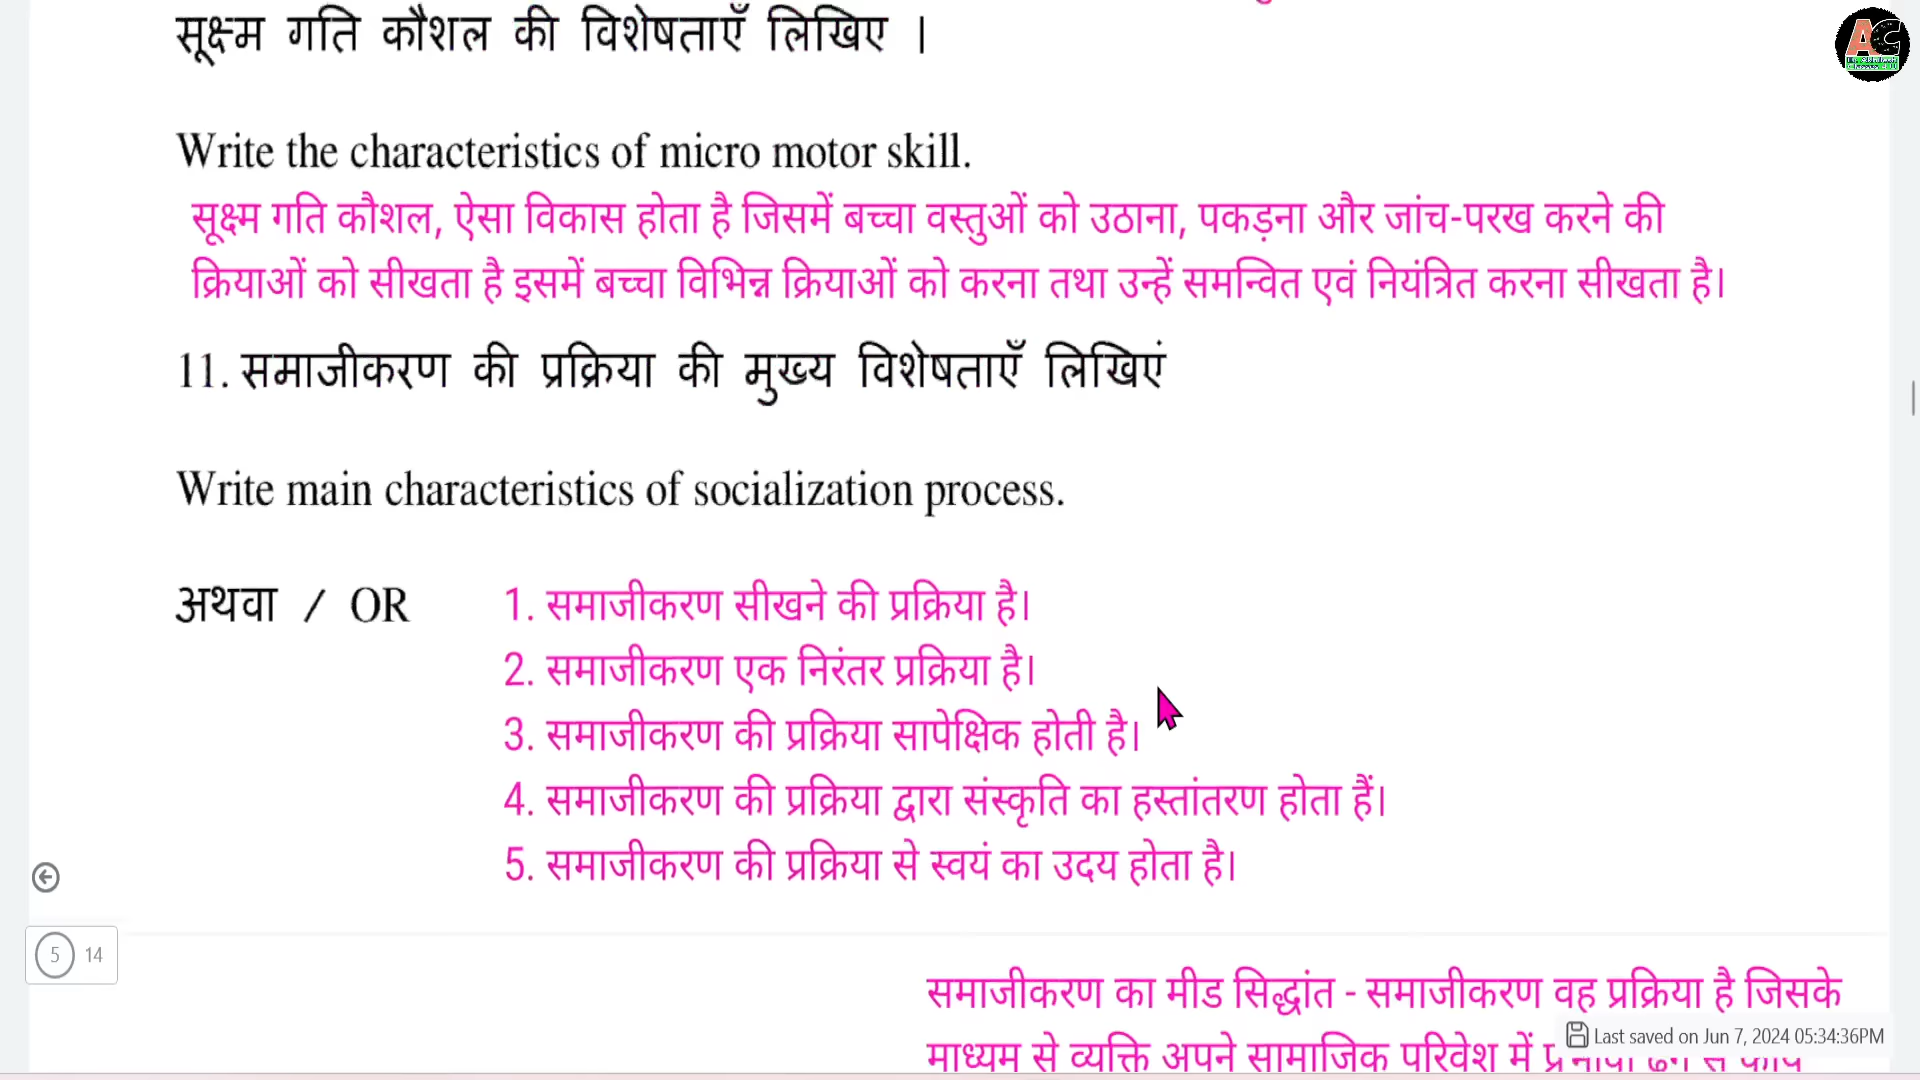 सूक्ष्म गति कौशल की विशेषताएँ लिखिए ।
Write the characteristics of micro motor skill.
सूक्ष्म गति कौशल, ऐसा विकास होता है जिसमें बच्चा वस्तुओं को उठाना, पकड़ना और जांच-परख करने की
क्रियाओं को सीखता है इसमें बच्चा विभिन्न क्रियाओं को करना तथा उन्हें समन्वित एवं नियंत्रित करना सीखता है।
11. समाजीकरण की प्रक्रिया की मुख्य विशेषताएँ लिखिएं
Write main characteristics of socialization process.
अथवा / OR
1. समाजीकरण सीखने की प्रक्रिया है।
2. समाजीकरण एक निरंतर प्रक्रिया है।
3. समाजीकरण की प्रक्रिया सापेक्षिक होती है।
4. समाजीकरण की प्रक्रिया द्वारा संस्कृति का हस्तांतरण होता हैं।
5. समाजीकरण की प्रक्रिया से स्वयं का उदय होता है।
5 14
समाजीकरण का मीड सिद्धांत - समाजीकरण वह प्रक्रिया है जिसके
माध्यम से व्यक्ति अपने सामाजिक परिवेश में
Last saved on Jun 7, 2024 05:34:36PM
AC